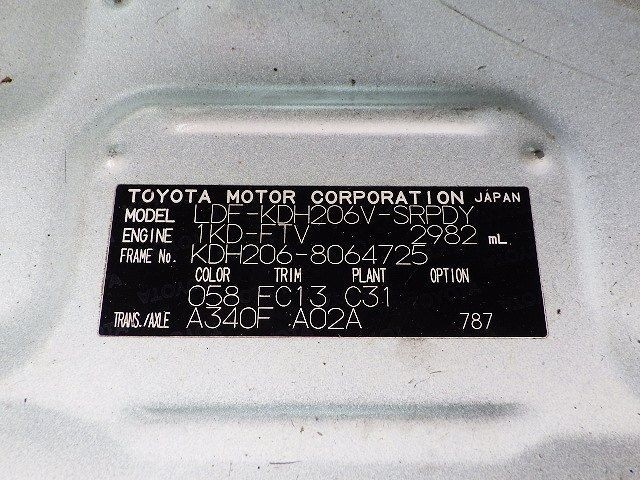 TOYOTA MOTOR CORPORATION JAPAN
MODEL LDF-KDH206V-SRPDY
ENGINE 1KD-FTV 2982 mL
FRAME No. KDH206-8064725
COLOR TRIM PLANT OPTION
058 FC13 C31
TRANS./AXLE A340F A02A 787